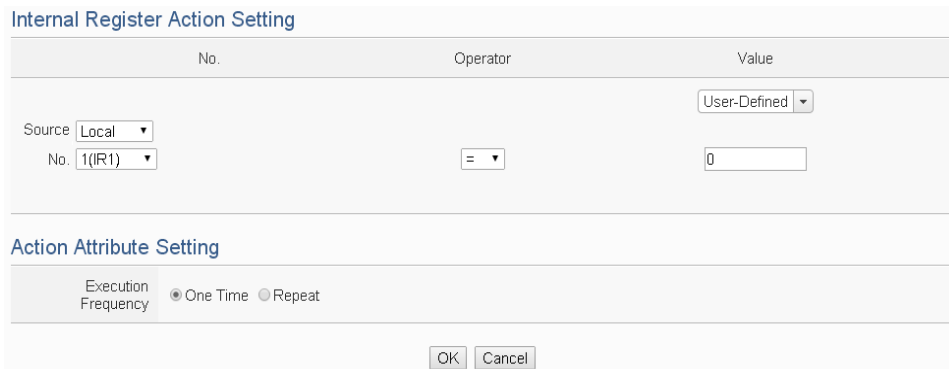 Internal Register Action Setting
No. Operator Value
User-Defined
Source Local
No. 1(IR1) = 0
Action Attribute Setting
Execution
Frequency
One Time Repeat
OK Cancel